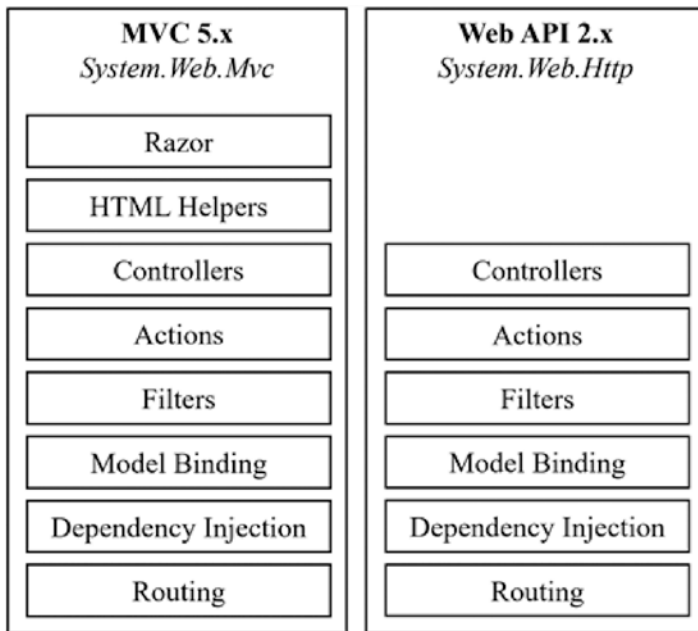 MVC 5.x
System.Web.Mvc
Razor
HTML Helpers
Controllers
Actions
Filters
Model Binding
Dependency Injection
Routing
Web API 2.x
System.Web.Http
Controllers
Actions
Filters
Model Binding
Dependency Injection
Routing